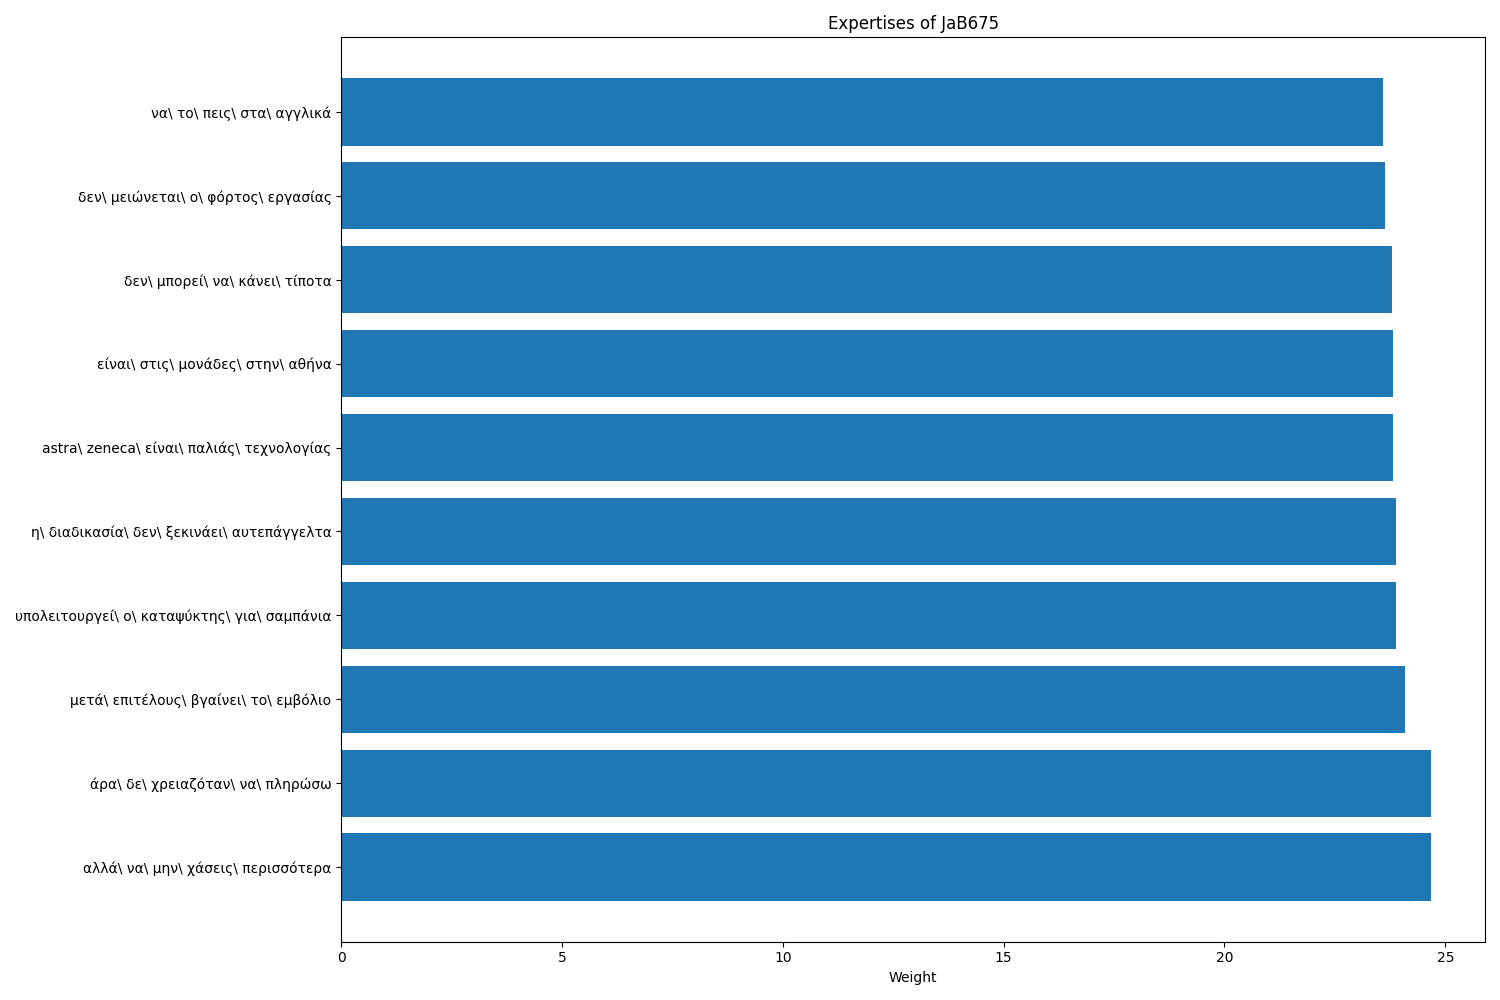 Expertises of JaB675
να\ το\ πεις\ στα\ αγγλικά
δεν\ μειώνεται\ ο\ φόρτος\ εργασίας
δεν\ μπορεί\ να\ κάνει\ τίποτα
είναι\ στις\ μονάδες\ στην\ αθήνα
astra\ zeneca\ είναι\ παλιάς\ τεχνολογίας
η\ διαδικασία\ δεν\ ξεκινάει\ αυτεπάγγελτα
υπολειτουργεί\ ο\ καταψύκτης\ για\ σαμπάνια
μετά\ επιτέλους\ βγαίνει\ το\ εμβόλιο
άρα\ δε\ χρειαζόταν\ να\ πληρώσω
αλλά\ να\ μην\ χάσεις\ περισσότερα
0 5 10 15 20 25
Weight